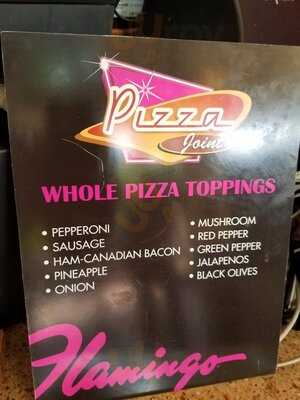 Pizza
Joint
WHOLE PIZZA TOPPINGS
• PEPPERONI
• SAUSAGE
• HAM-CANADIAN BACON
• PINEAPPLE
• ONION
• MUSHROOM
• RED PEPPER
• GREEN PEPPER
• JALAPENOS
• BLACK OLIVES
Flamingo